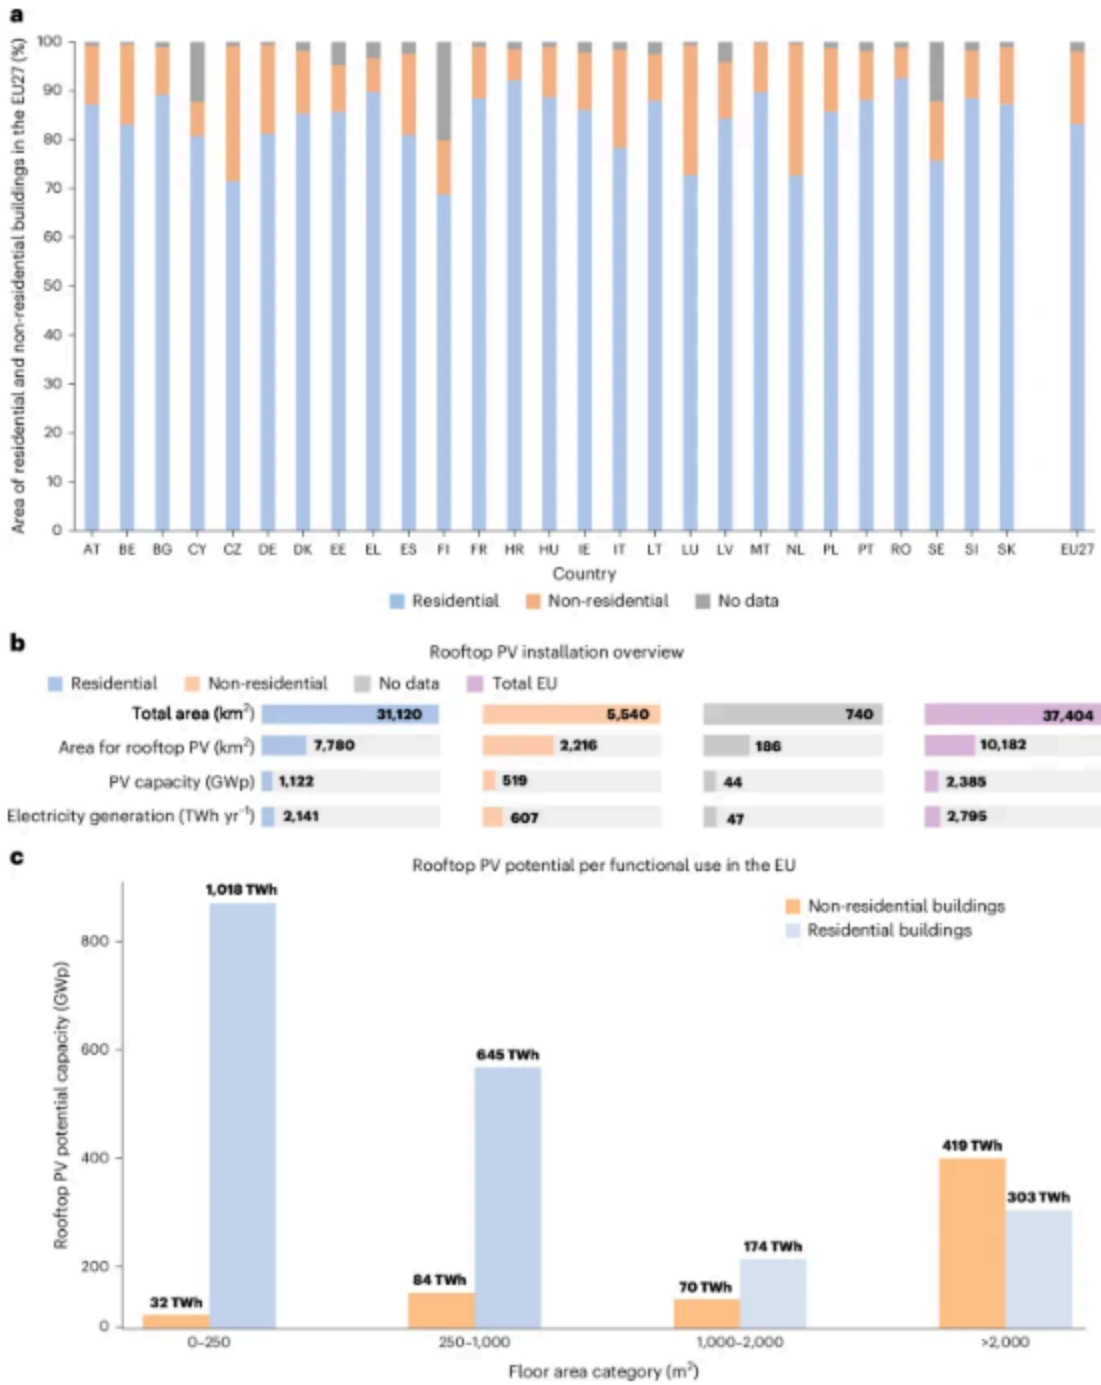 a
Area of residential and non-residential buildings in the EU27 (%)
100
90
80
70
60
50
40
30
20
10
0
AT BE BG CY CZ DE DK EE EL ES FI FR HR HU IE IT LT LU LV MT NL PL PT RO SE SI SK EU27
Country
Residential Non-residential No data
b
Rooftop PV installation overview
Residential Non-residential No data Total EU
Total area (km²) 31,120 5,540 740 37,404
Area for rooftop PV (km²) 7,780 2,216 186 10,182
PV capacity (GWp) 1,122 519 44 2,385
Electricity generation (TWh yr⁻¹) 2,141 607 47 2,795
c
Rooftop PV potential per functional use in the EU
Rooftop PV potential capacity (GWp)
Non-residential buildings
Residential buildings
800
600
400
200
0
32 TWh
1,018 TWh
84 TWh
645 TWh
70 TWh
174 TWh
419 TWh
303 TWh
0–250 250–1,000 1,000–2,000 >2,000
Floor area category (m²)